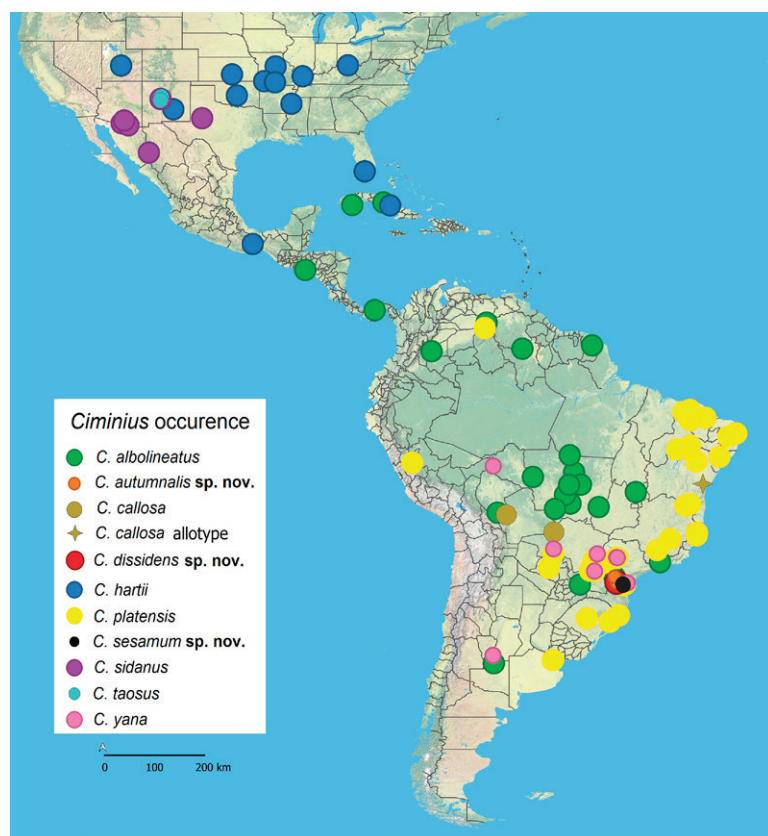 Ciminius occurence
C. albolineatus
C. autumnalis sp. nov.
C. callosa
C. callosa allotype
C. dissidens sp. nov.
C. hartii
C. platensis
C. sesamum sp. nov.
C. sidanus
C. taosus
C. yana
0 100 200 km